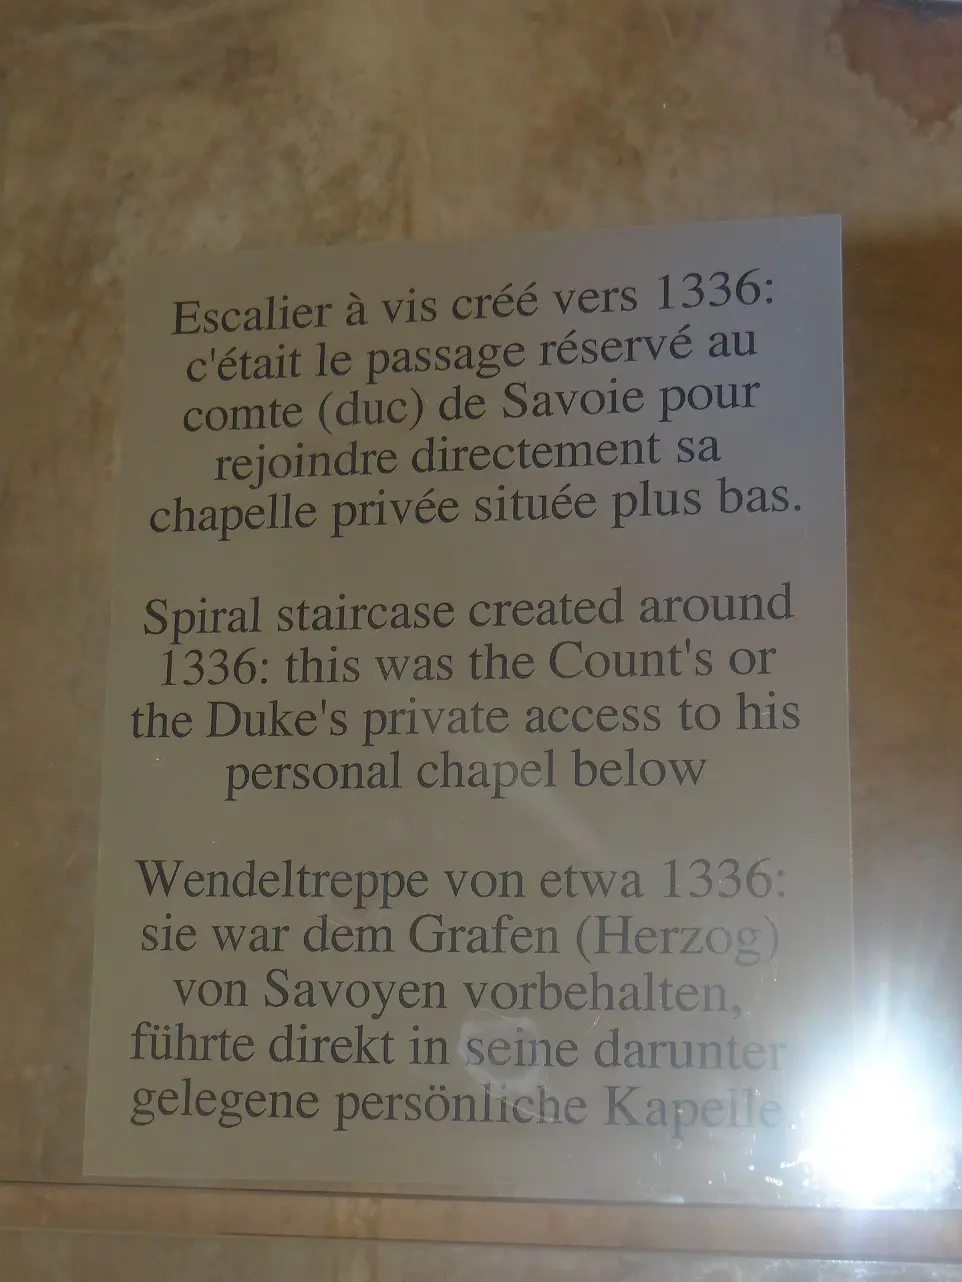 Escalier à vis créé vers 1336:
c'était le passage réservé au
comte (duc) de Savoie pour
rejoindre directement sa
chapelle privée située plus bas.
Spiral staircase created around
1336: this was the Count's or
the Duke's private access to his
personal chapel below
Wendeltreppe von etwa 1336:
sie war dem Grafen (Herzog)
von Savoyen vorbehalten,
führte direkt in seine darunter
gelegene persönliche Kapelle.